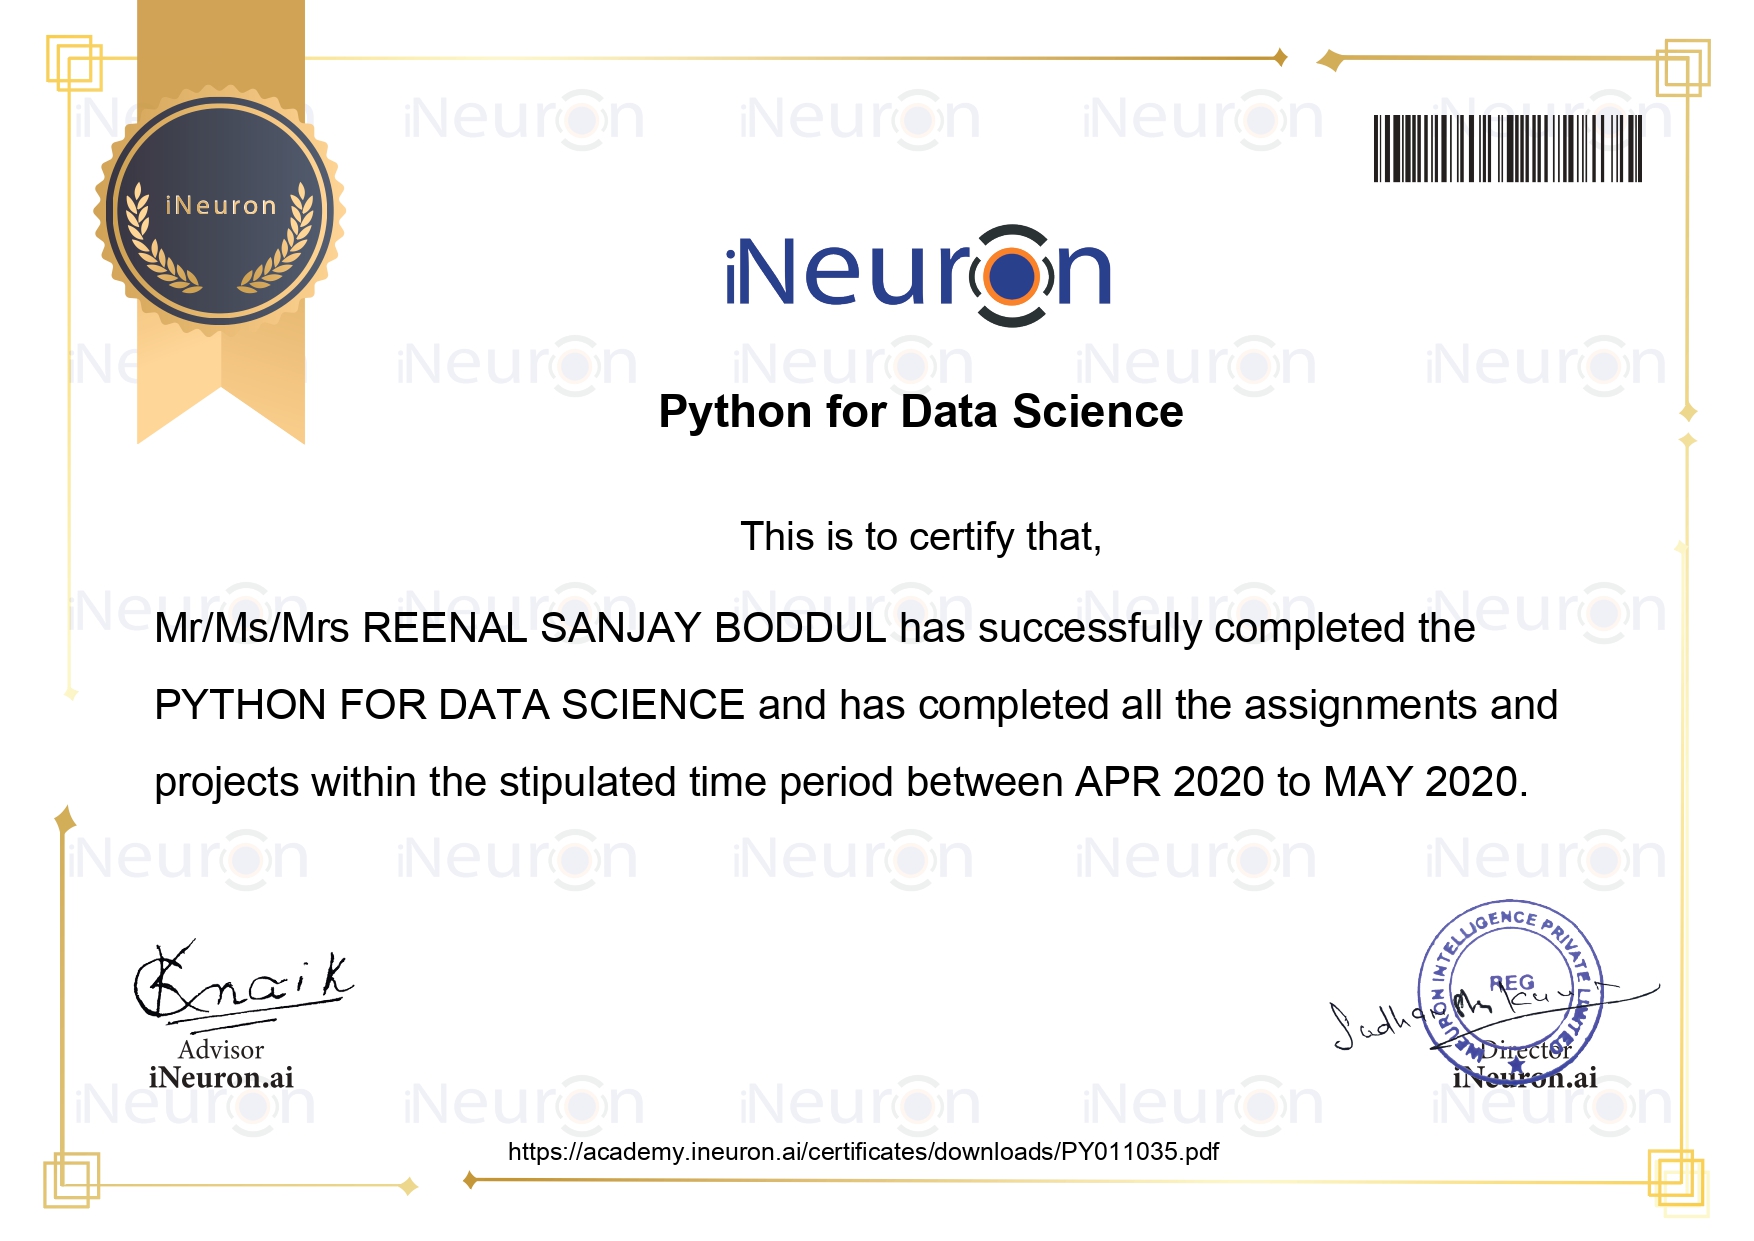 iNeuron
iNeuron
Python for Data Science
This is to certify that,
Mr/Ms/Mrs REENAL SANJAY BODDUL has successfully completed the
PYTHON FOR DATA SCIENCE and has completed all the assignments and
projects within the stipulated time period between APR 2020 to MAY 2020.
Knaik
Advisor
iNeuron.ai
INEURON INTELLIGENCE PRIVATE LIMITED
REG
Director
iNeuron.ai
https://academy.ineuron.ai/certificates/downloads/PY011035.pdf